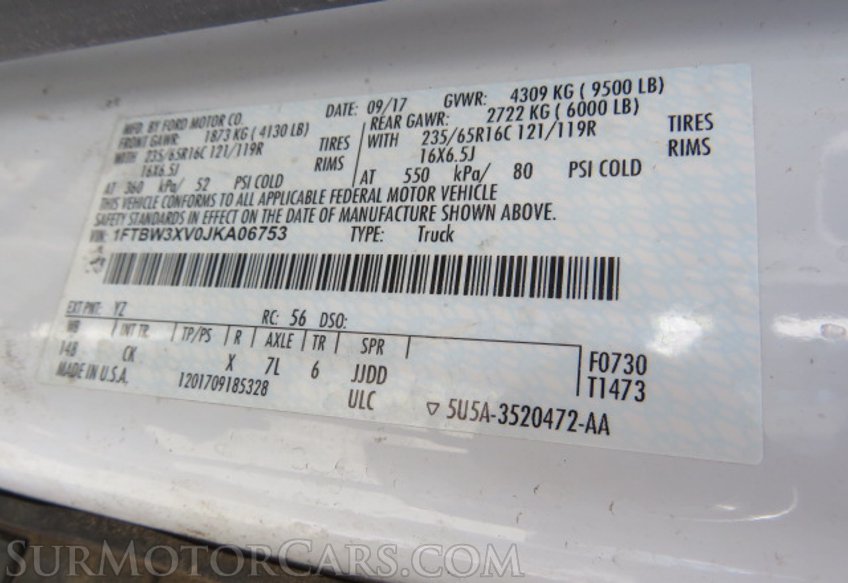 MFD. BY FORD MOTOR CO. DATE: 09/17 GVWR: 4309 KG ( 9500 LB)
FRONT GAWR: 1873 KG ( 4130 LB) REAR GAWR: 2722 KG ( 6000 LB)
WITH 235/65R16C 121/119R TIRES WITH 235/65R16C 121/119R TIRES
16X6.5J RIMS 16X6.5J RIMS
AT 360 kPa/ 52 PSI COLD AT 550 kPa/ 80 PSI COLD
THIS VEHICLE CONFORMS TO ALL APPLICABLE FEDERAL MOTOR VEHICLE
SAFETY STANDARDS IN EFFECT ON THE DATE OF MANUFACTURE SHOWN ABOVE.
VIN: 1FTBW3XV0JKA06753 TYPE: Truck
EXT PNT: YZ RC: 56 DSO:
WB INT TR TP/PS R AXLE TR SPR
148 CK X 7L 6 JJDD F0730
MADE IN U.S.A. 1201709185328 ULC T1473
▽ 5U5A-3520472-AA
SurMotorCars.com